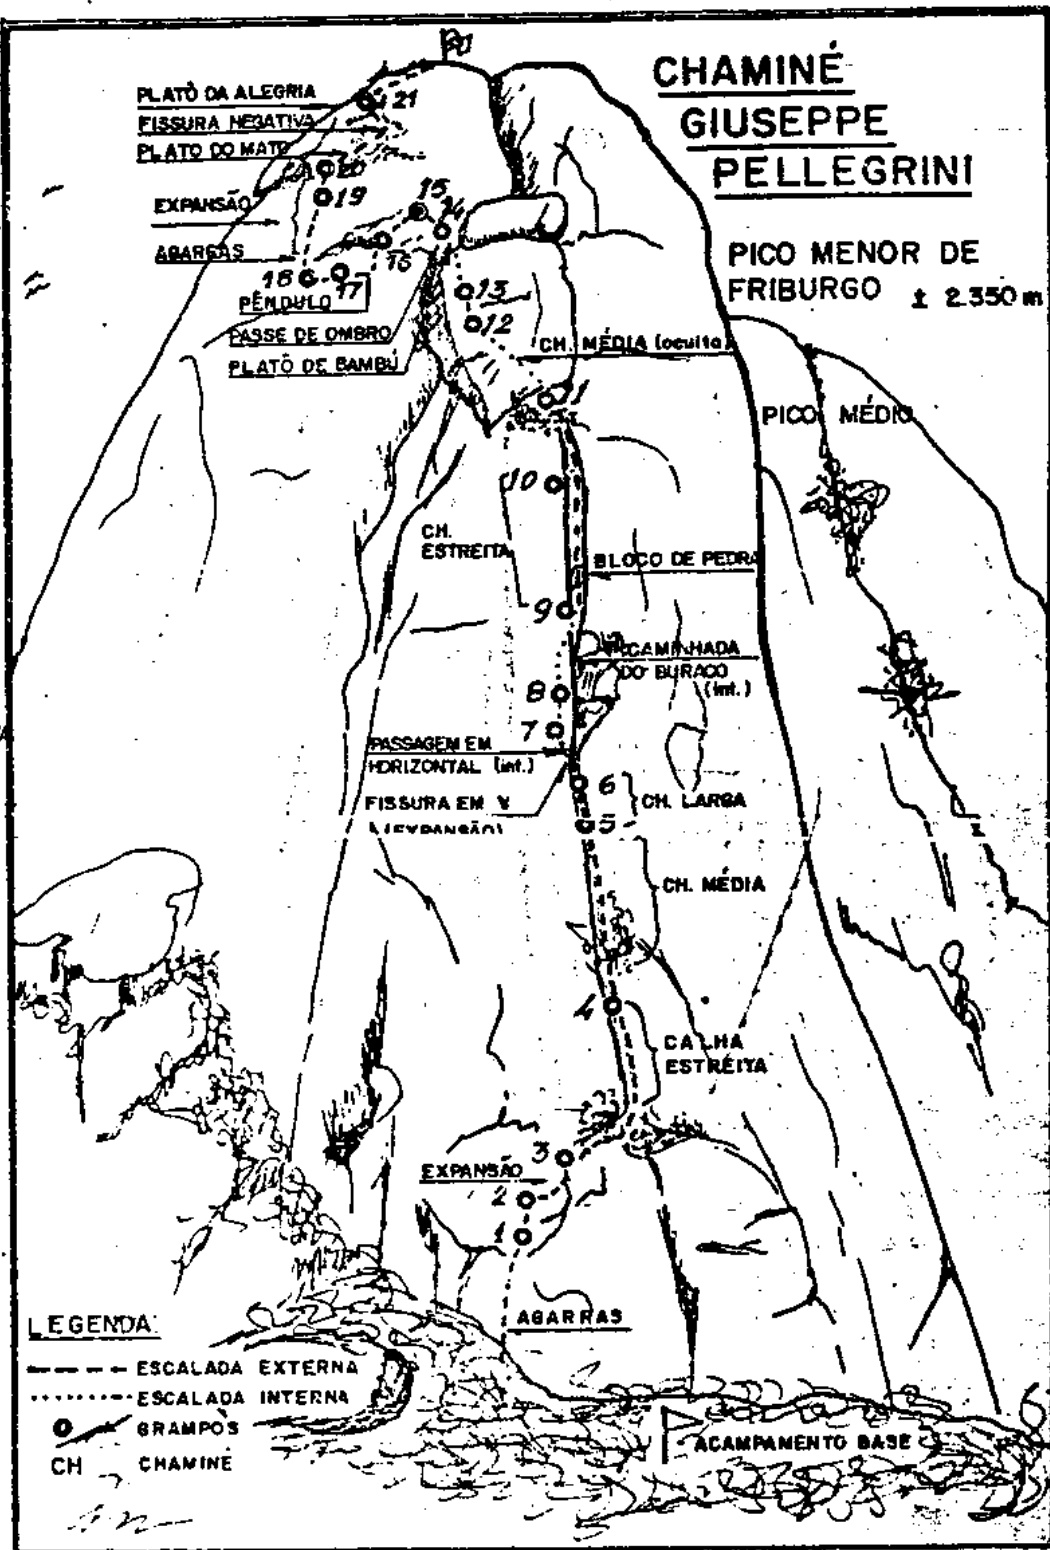 CHAMINÉ
GIUSEPPE
PELLEGRINI
PICO MENOR DE
FRIBURGO ± 2.350 m
PLATÔ DA ALEGRIA
21
FISSURA NEGATIVA
PLATO DO MATO
20
EXPANSÃO
19
AGARRAS
18
17
PÊNDULO
16
15
14
PASSE DE OMBRO
PLATÔ DE BAMBÚ
13
12
CH. MÉDIA (oculta)
11
PICO MÉDIO
10
CH.
ESTREITA
BLOCO DE PEDRA
9
CAMINHADA
DO BURACO
(int.)
8
7
PASSAGEM EM
HORIZONTAL (int.)
6
CH. LARGA
FISSURA EM V
(EXPANSÃO)
5
CH. MÉDIA
4
CALHA
ESTREITA
3
EXPANSÃO
2
1
AGARRAS
LEGENDA:
ESCALADA EXTERNA
ESCALADA INTERNA
GRAMPOS
CH CHAMINÉ
ACAMPAMENTO BASE